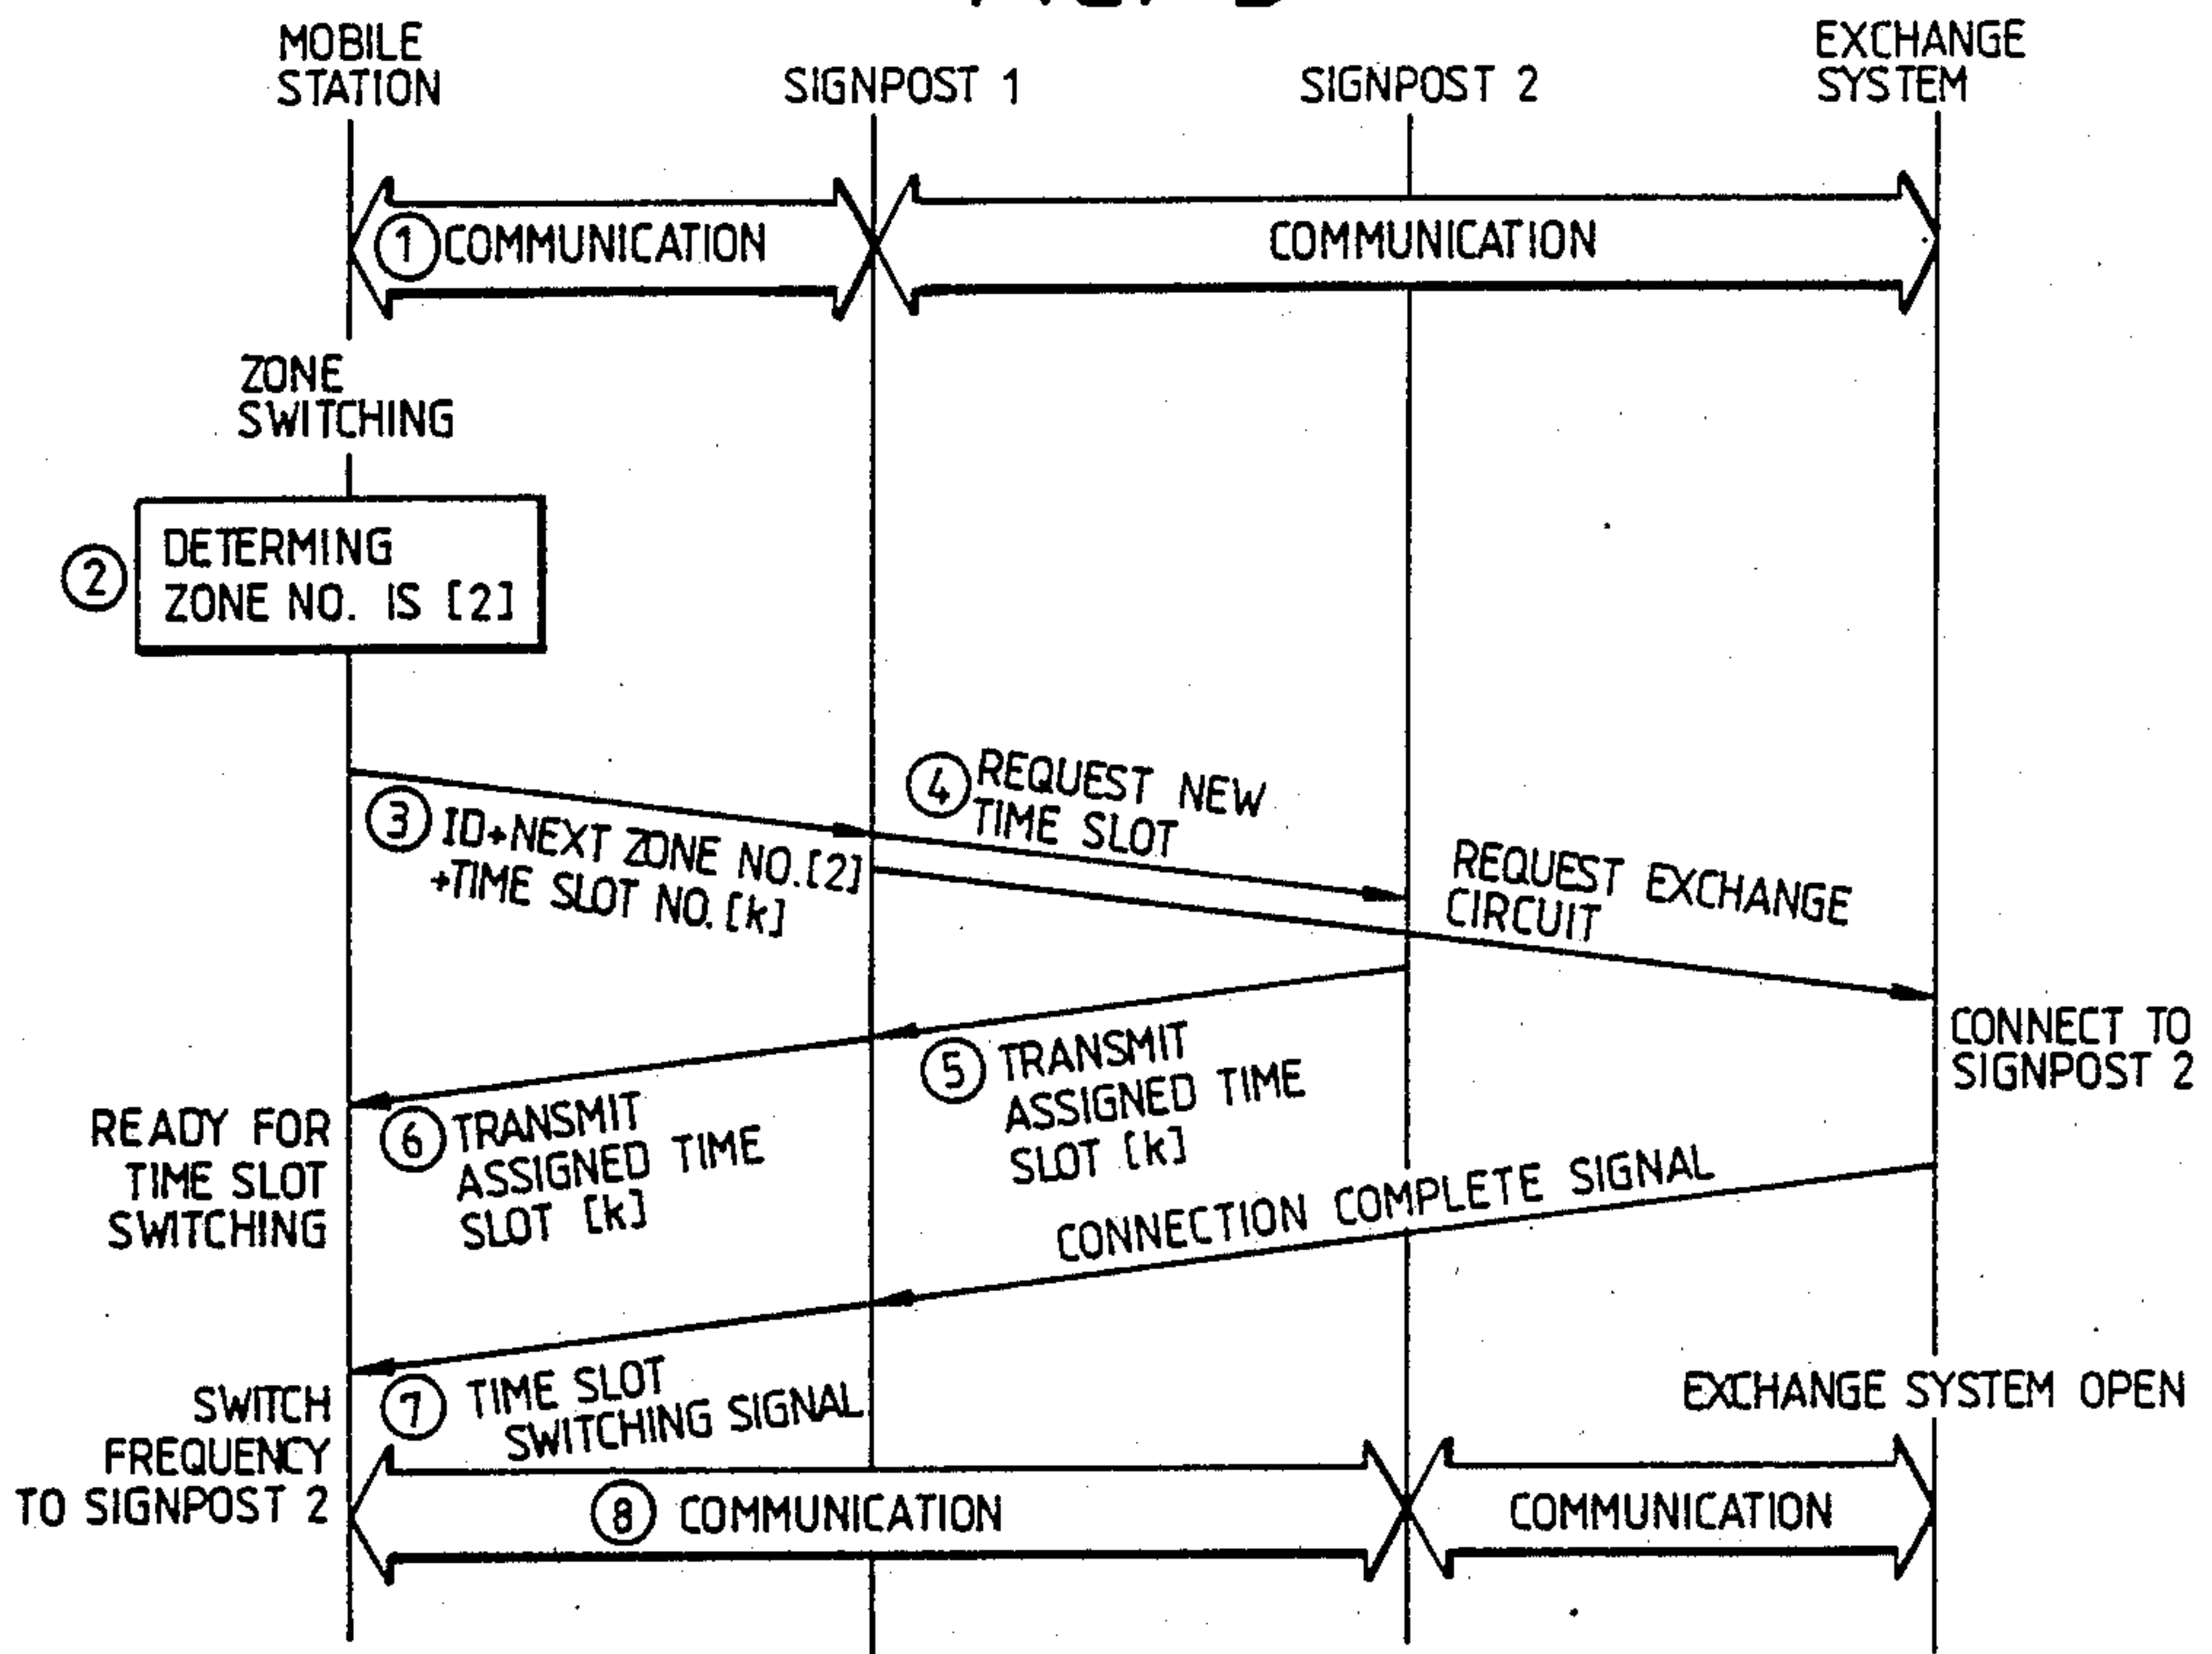 MOBILE
STATION
SIGNPOST 1
SIGNPOST 2
EXCHANGE
SYSTEM
① COMMUNICATION
COMMUNICATION
ZONE
SWITCHING
②
DETERMING
ZONE NO. IS [2]
③ ID+NEXT ZONE NO.[2]
+TIME SLOT NO.[k]
④ REQUEST NEW
TIME SLOT
REQUEST EXCHANGE
CIRCUIT
CONNECT TO
SIGNPOST 2
⑤ TRANSMIT
ASSIGNED TIME
SLOT [k]
READY FOR
TIME SLOT
SWITCHING
⑥ TRANSMIT
ASSIGNED TIME
SLOT [k]
CONNECTION COMPLETE SIGNAL
SWITCH
FREQUENCY
TO SIGNPOST 2
⑦ TIME SLOT
SWITCHING SIGNAL
EXCHANGE SYSTEM OPEN
⑧ COMMUNICATION
COMMUNICATION